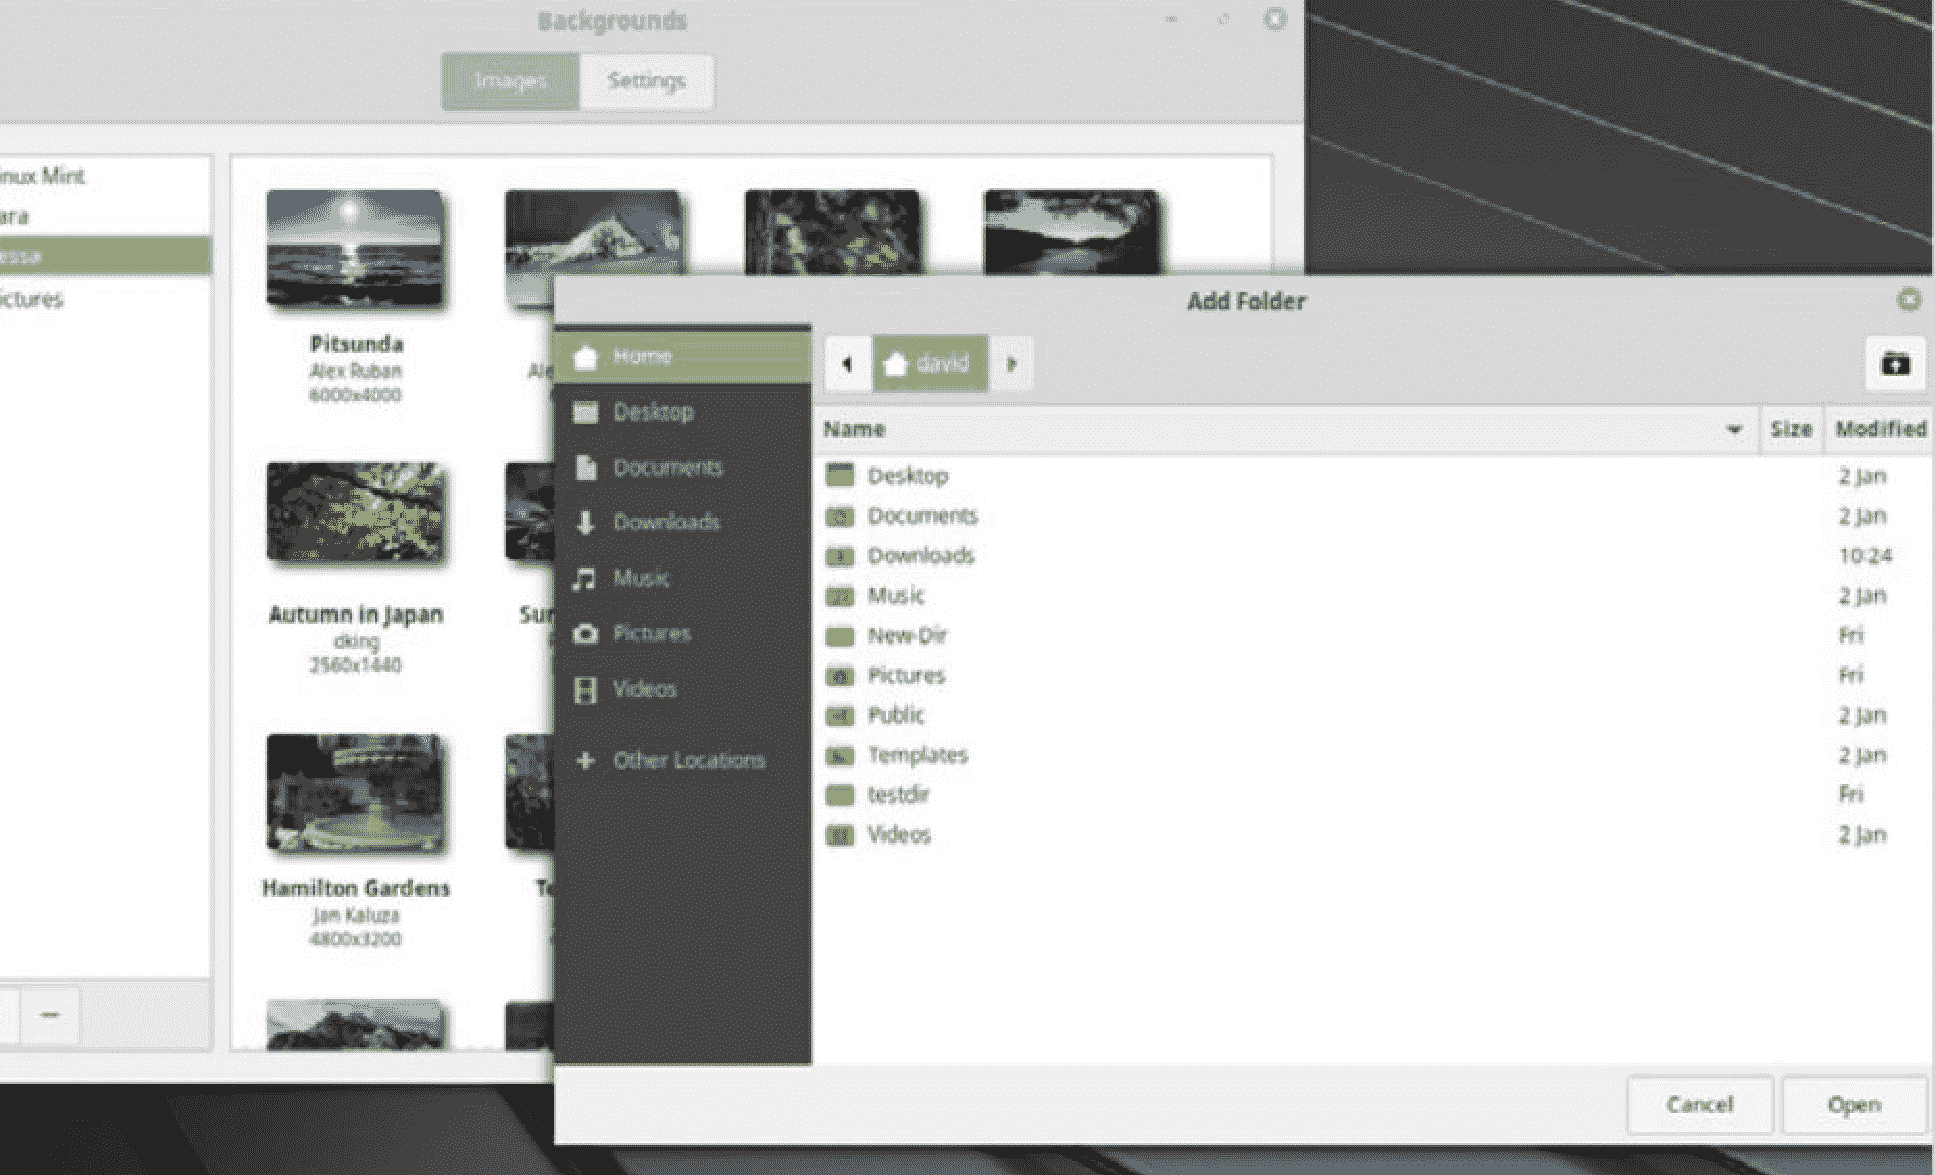 Backgrounds
Images Settings
inux Mint
ara
essa
ictures
Pitsunda
Alex Ruban
6000x4000
Ale
Autumn in Japan
dking
2560x1440
Sur
Hamilton Gardens
Jan Kaluza
4800x3200
Te
Add Folder
Home
Desktop
Documents
Downloads
Music
Pictures
Videos
Other Locations
david
Name Size Modified
Desktop 2 Jan
Documents 2 Jan
Downloads 10:24
Music 2 Jan
New-Dir Fri
Pictures Fri
Public 2 Jan
Templates 2 Jan
testdir Fri
Videos 2 Jan
Cancel Open